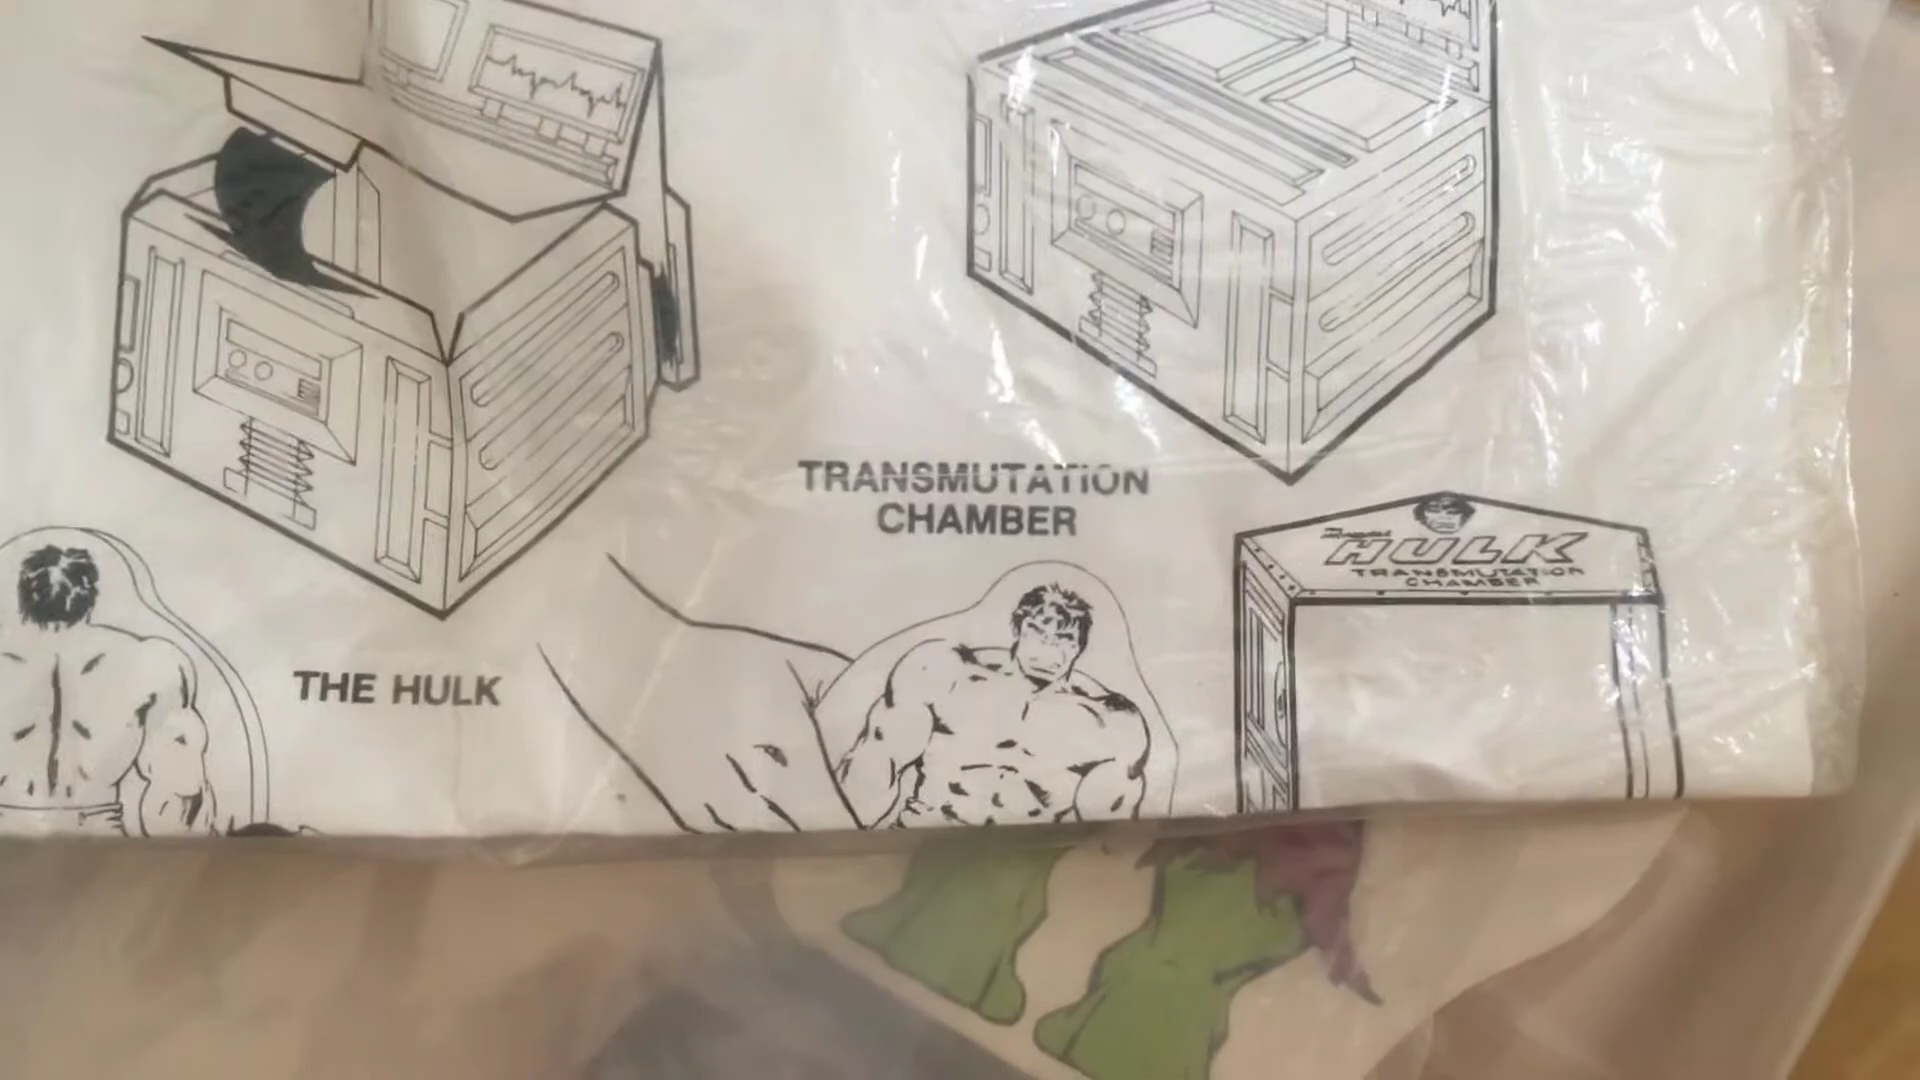 TRANSMUTATION
CHAMBER
HULK
TRANSMUTATION
CHAMBER
THE HULK